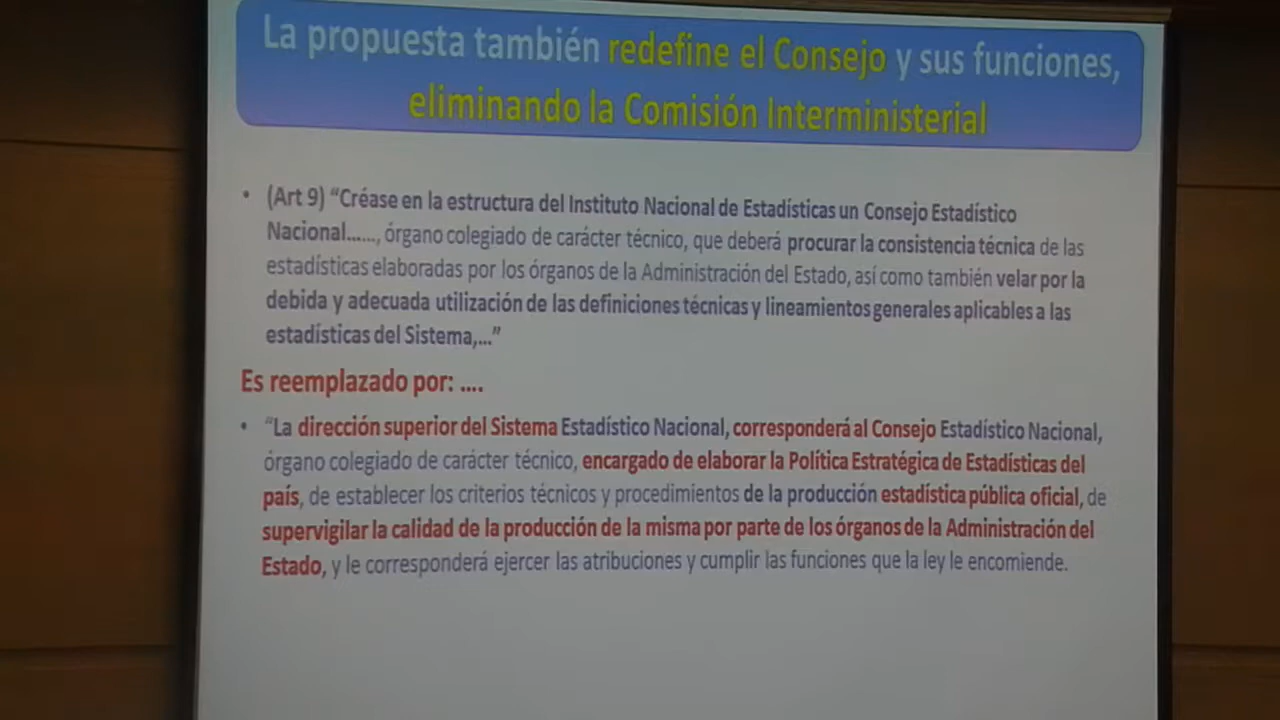 La propuesta también redefine el Consejo y sus funciones,
eliminando la Comisión Interministerial
• (Art 9) “Créase en la estructura del Instituto Nacional de Estadísticas un Consejo Estadístico
Nacional......, órgano colegiado de carácter técnico, que deberá procurar la consistencia técnica de las
estadísticas elaboradas por los órganos de la Administración del Estado, así como también velar por la
debida y adecuada utilización de las definiciones técnicas y lineamientos generales aplicables a las
estadísticas del Sistema,...”
Es reemplazado por: ....
• “La dirección superior del Sistema Estadístico Nacional, corresponderá al Consejo Estadístico Nacional,
órgano colegiado de carácter técnico, encargado de elaborar la Política Estratégica de Estadísticas del
país, de establecer los criterios técnicos y procedimientos de la producción estadística pública oficial, de
supervigilar la calidad de la producción de la misma por parte de los órganos de la Administración del
Estado, y le corresponderá ejercer las atribuciones y cumplir las funciones que la ley le encomiende.